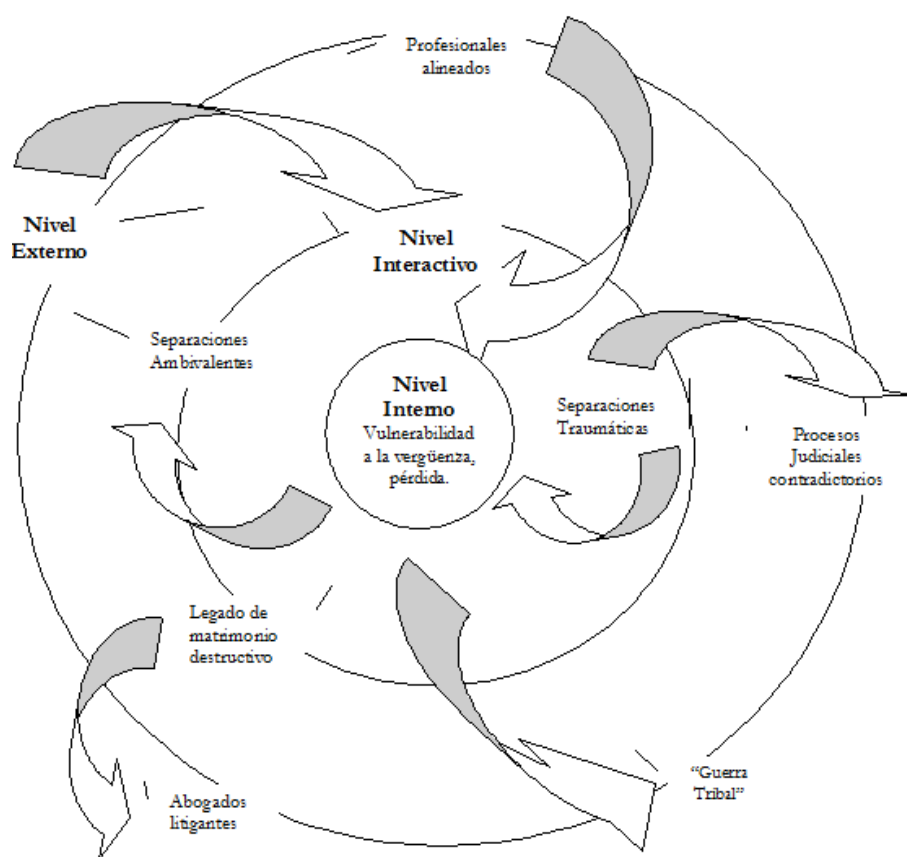 Profesionales
alineados
Nivel
Externo
Nivel
Interactivo
Separaciones
Ambivalentes
Nivel
Interno
Vulnerabilidad
a la vergüenza,
pérdida.
Separaciones
Traumáticas
Procesos
Judiciales
contradictorios
Legado de
matrimonio
destructivo
Abogados
litigantes
“Guerra
Tribal”